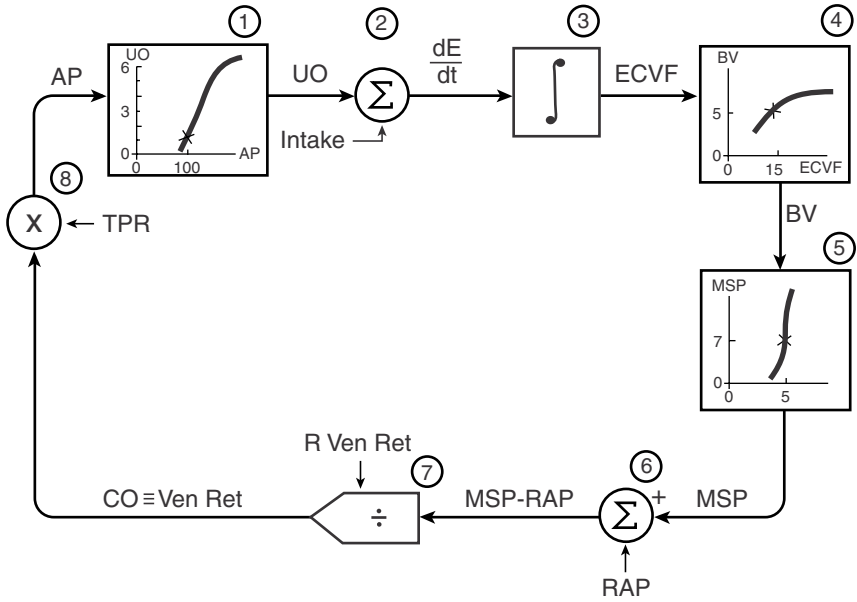 1
UO
6
3
0
0
100
AP
AP
UO
2
Σ
Intake
dE
dt
3
ECVF
4
BV
5
0
0
15
ECVF
BV
5
MSP
7
0
0
5
MSP
6
+
Σ
RAP
MSP-RAP
7
R Ven Ret
÷
CO ≡ Ven Ret
8
X
TPR